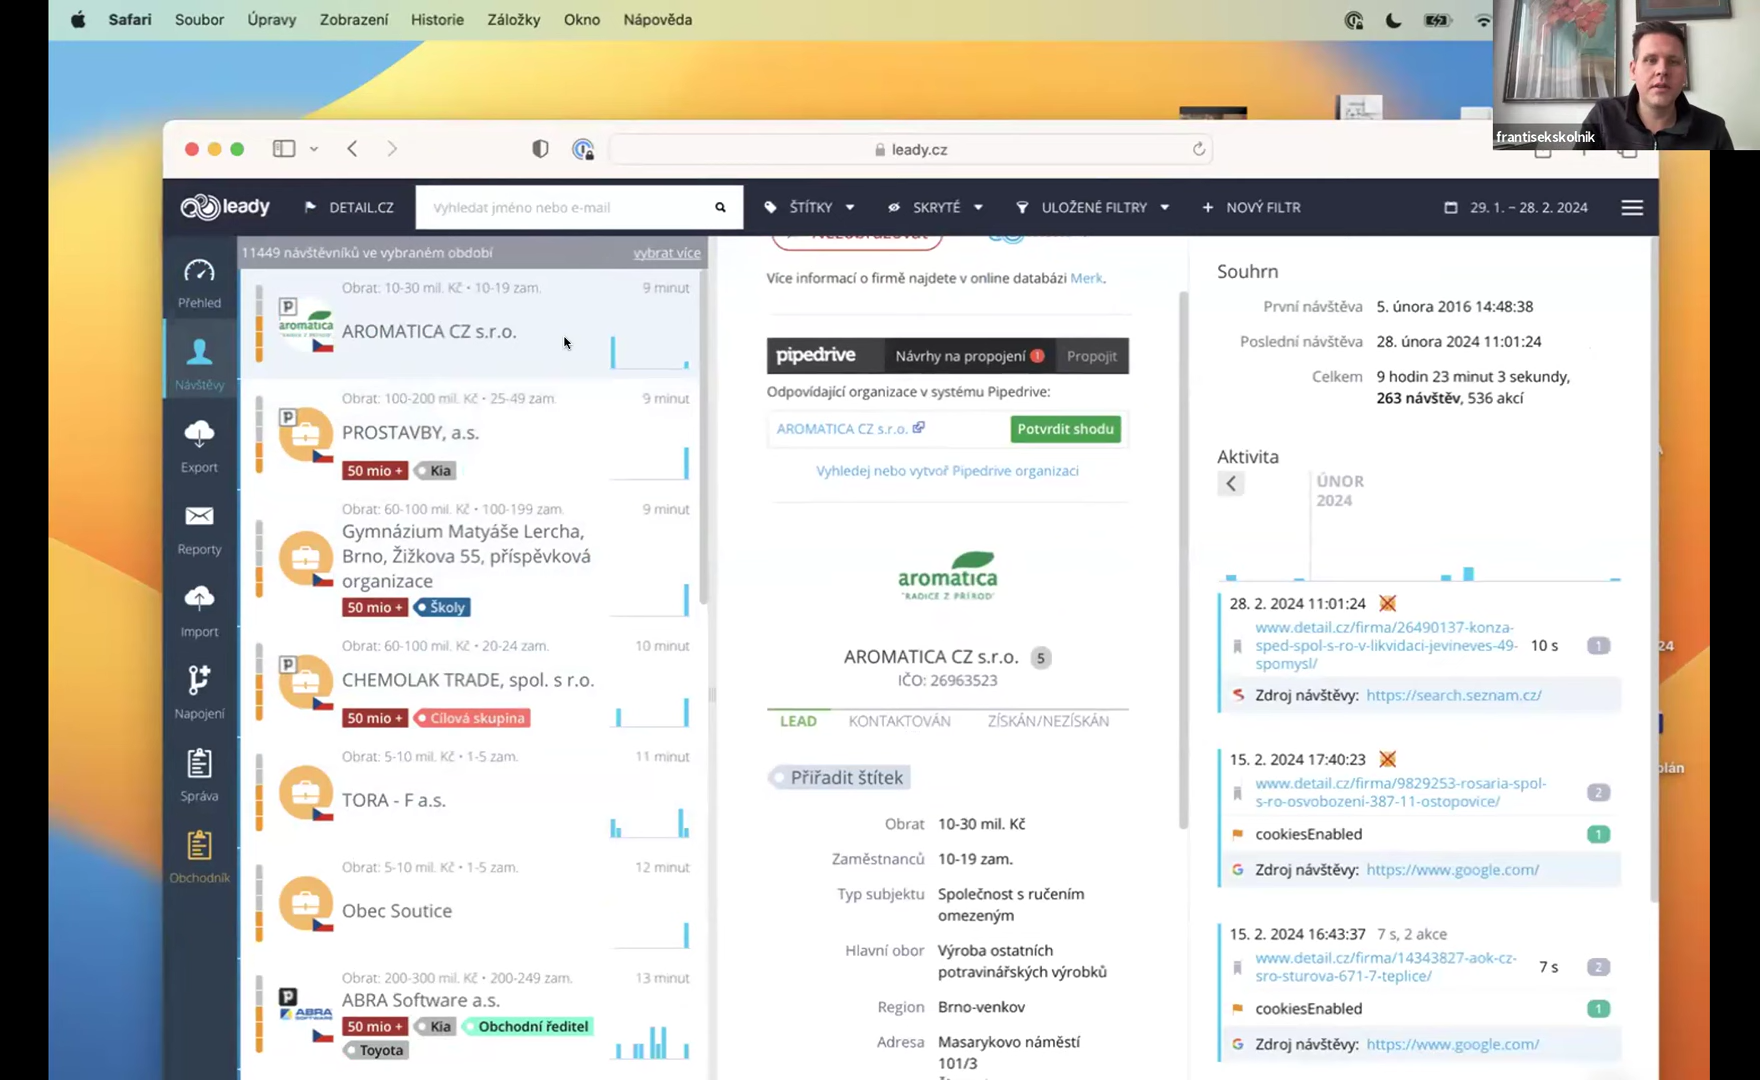 Safari Soubor Úpravy Zobrazení Historie Záložky Okno Nápověda
frantisekskolnik
leady.cz
leady DETAIL.CZ Vyhledat jméno nebo e-mail ŠTÍTKY SKRYTÉ ULOŽENÉ FILTRY + NOVÝ FILTR 29. 1. – 28. 2. 2024
Přehled
Návštěvy
Export
Reporty
Import
Napojení
Správa
Obchodník
11449 návštěvníků ve vybraném období vybrat více
Obrat: 10-30 mil. Kč • 10-19 zam. 9 minut
aromatica
AROMATICA CZ s.r.o.
Obrat: 100-200 mil. Kč • 25-49 zam. 9 minut
PROSTAVBY, a.s.
50 mio + Kia
Obrat: 60-100 mil. Kč • 100-199 zam. 9 minut
Gymnázium Matyáše Lercha,
Brno, Žižkova 55, příspěvková
organizace
50 mio + Školy
Obrat: 60-100 mil. Kč • 20-24 zam. 10 minut
CHEMOLAK TRADE, spol. s r.o.
50 mio + Cílová skupina
Obrat: 5-10 mil. Kč • 1-5 zam. 11 minut
TORA - F a.s.
Obrat: 5-10 mil. Kč • 1-5 zam. 12 minut
Obec Soutice
Obrat: 200-300 mil. Kč • 200-249 zam. 13 minut
ABRA
ABRA Software a.s.
50 mio + Kia Obchodní ředitel
Toyota
Více informací o firmě najdete v online databázi Merk.
pipedrive Návrhy na propojení 1 Propojit
Odpovídající organizace v systému Pipedrive:
AROMATICA CZ s.r.o. Potvrdit shodu
Vyhledej nebo vytvoř Pipedrive organizaci
aromatica
"RADICE Z PŘÍROD"
AROMATICA CZ s.r.o. 5
IČO: 26963523
LEAD KONTAKTOVÁN ZÍSKÁN/NEZÍSKÁN
Přiřadit štítek
Obrat 10-30 mil. Kč
Zaměstnanců 10-19 zam.
Typ subjektu Společnost s ručením
omezeným
Hlavní obor Výroba ostatních
potravinářských výrobků
Region Brno-venkov
Adresa Masarykovo náměstí
101/3
Souhrn
První návštěva 5. února 2016 14:48:38
Poslední návštěva 28. února 2024 11:01:24
Celkem 9 hodin 23 minut 3 sekundy,
263 návštěv, 536 akcí
Aktivita
ÚNOR
2024
28. 2. 2024 11:01:24
www.detail.cz/firma/26490137-konza-
sped-spol-s-ro-v-likvidaci-jevineves-49- 10 s 1
spomysl/
Zdroj návštěvy: https://search.seznam.cz/
15. 2. 2024 17:40:23
www.detail.cz/firma/9829253-rosaria-spol-
s-ro-osvobozeni-387-11-ostopovice/ 2
cookiesEnabled 1
Zdroj návštěvy: https://www.google.com/
15. 2. 2024 16:43:37 7 s, 2 akce
www.detail.cz/firma/14343827-aok-cz-
sro-sturova-671-7-teplice/ 7 s 2
cookiesEnabled 1
Zdroj návštěvy: https://www.google.com/
24
plán